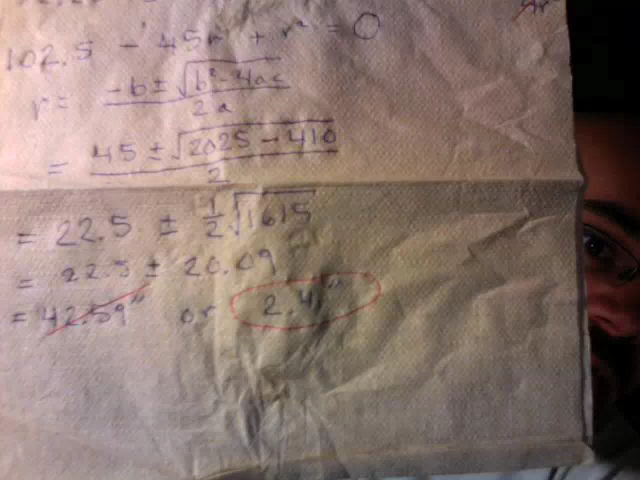 102.5 - 45r + r² = 0
r = -b ± √(b² - 4ac) / 2a
= 45 ± √(2025 - 410) / 2
= 22.5 ± 1/2 √1615
= 22.5 ± 20.09
= 42.59" or 2.41"